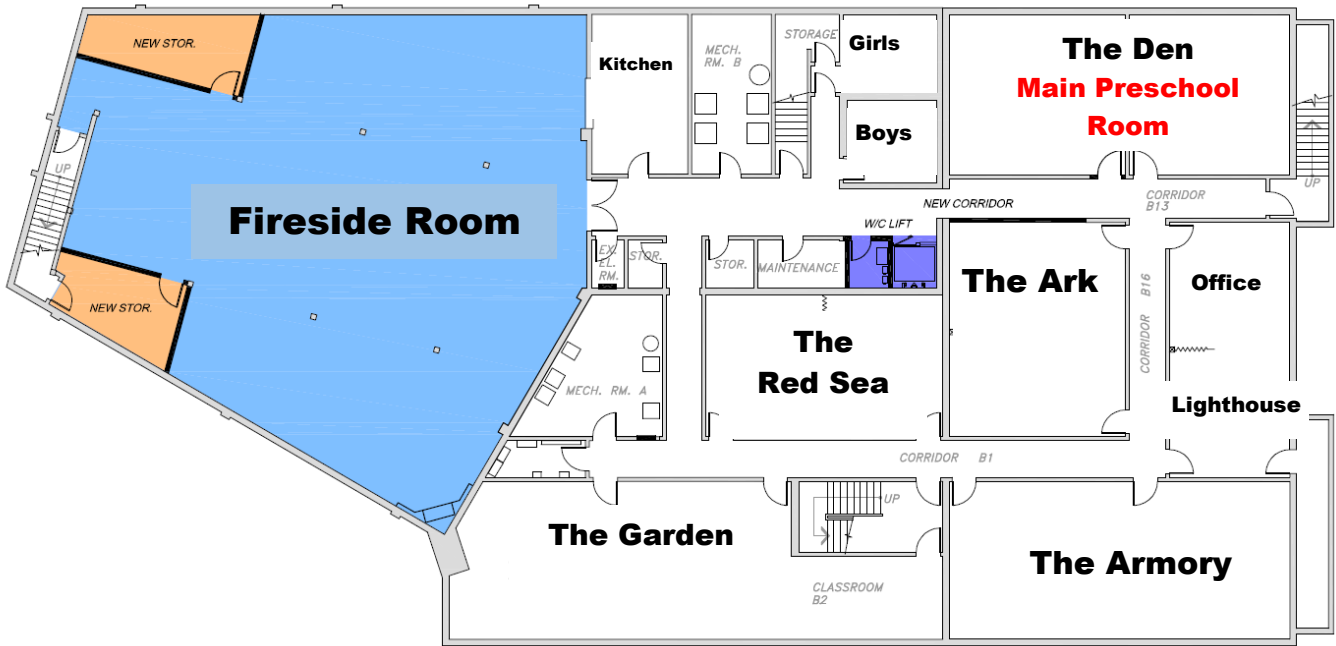 NEW STOR.
Kitchen
MECH.
RM. B
STORAGE
Girls
Boys
The Den
Main Preschool
Room
UP
UP
Fireside Room
NEW CORRIDOR
CORRIDOR
B13
W/C LIFT
EX.
EL.
RM.
STOR.
STOR.
MAINTENANCE
The Ark
CORRIDOR B16
Office
NEW STOR.
The
Red Sea
MECH. RM. A
Lighthouse
CORRIDOR B1
UP
The Garden
The Armory
CLASSROOM
B2